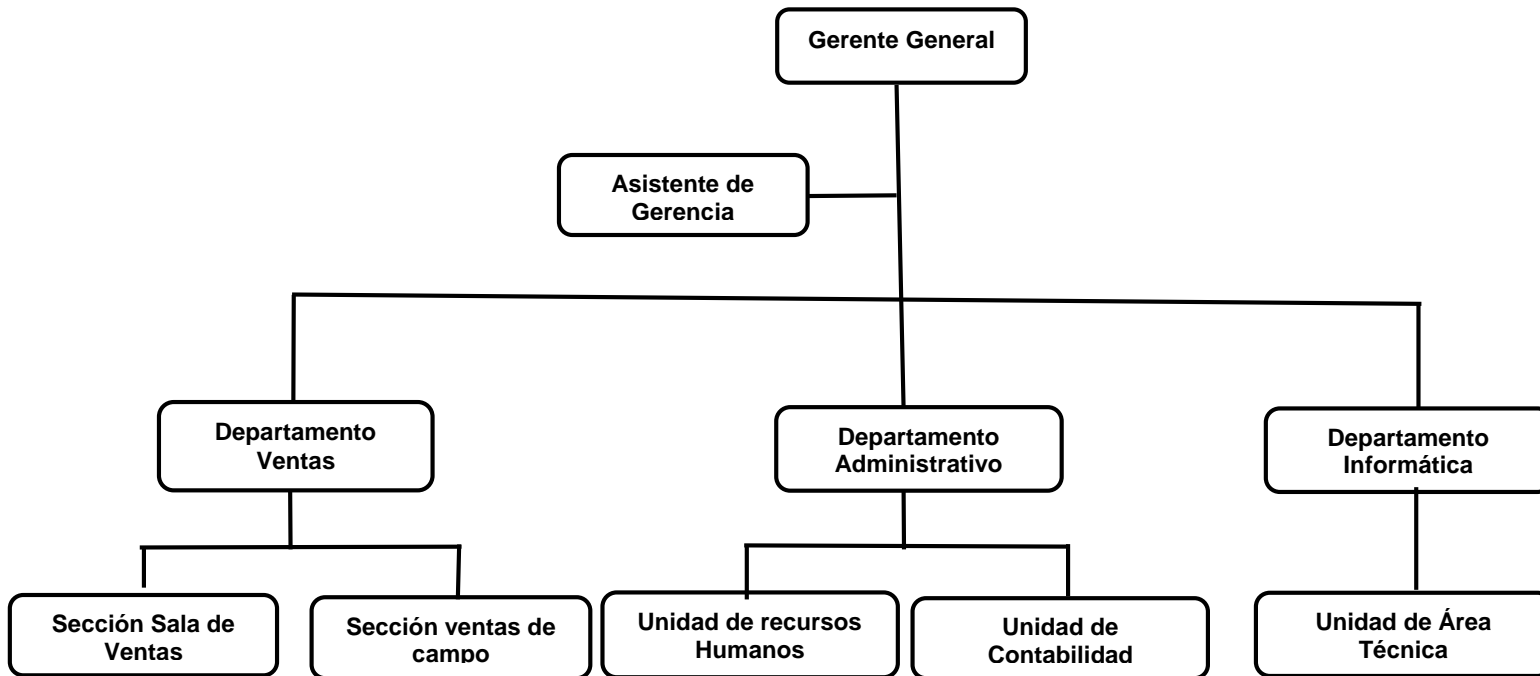 Gerente General
Asistente de
Gerencia
Departamento
Ventas
Departamento
Administrativo
Departamento
Informática
Sección Sala de
Ventas
Sección ventas de
campo
Unidad de recursos
Humanos
Unidad de
Contabilidad
Unidad de Área
Técnica